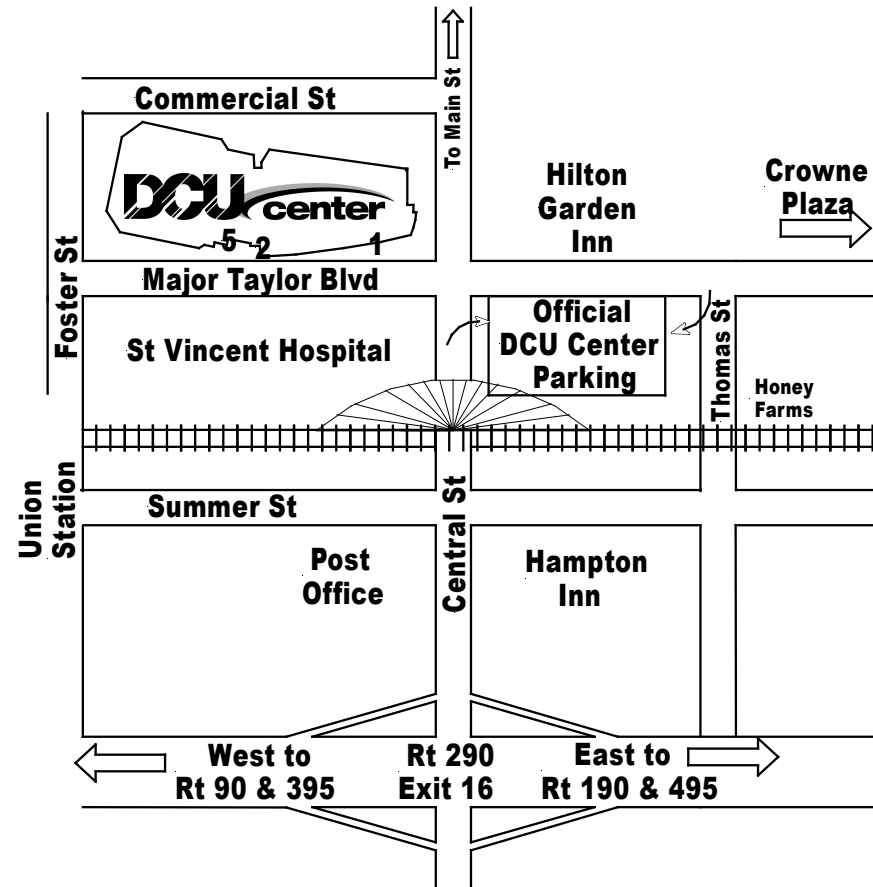 To Main St
Commercial St
DCU center
5 2 1
Hilton
Garden
Inn
Crowne
Plaza
Foster St
Major Taylor Blvd
St Vincent Hospital
Official
DCU Center
Parking
Thomas St
Honey
Farms
Union
Station
Summer St
Central St
Post
Office
Hampton
Inn
West to
Rt 90 & 395
Rt 290
Exit 16
East to
Rt 190 & 495